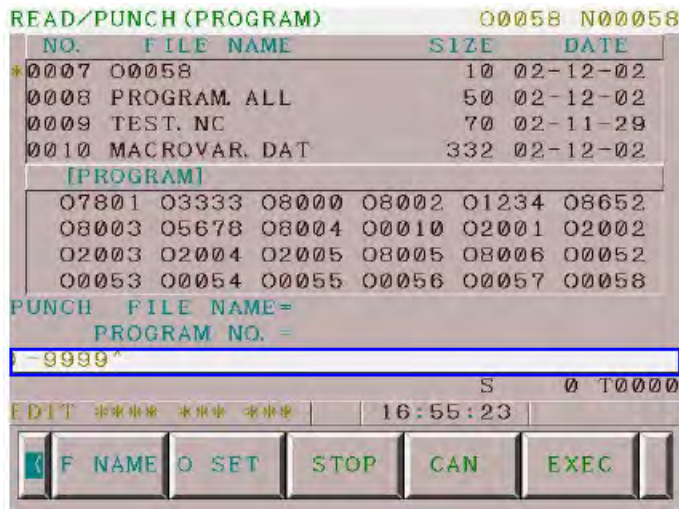 READ/PUNCH(PROGRAM) O0058 N00058
NO. FILE NAME SIZE DATE
*0007 O0058 10 02-12-02
0008 PROGRAM. ALL 50 02-12-02
0009 TEST. NC 70 02-11-29
0010 MACROVAR. DAT 332 02-12-02
[PROGRAM]
O7801 O3333 O8000 O8002 O1234 O8652
O8003 O5678 O8004 O0010 O2001 O2002
O2003 O2004 O2005 O8005 O8006 O0052
O0053 O0054 O0055 O0056 O0057 O0058
PUNCH FILE NAME=
PROGRAM NO. =
-9999^
S 0 T0000
EDIT **** *** *** 16:55:23
F NAME O SET STOP CAN EXEC